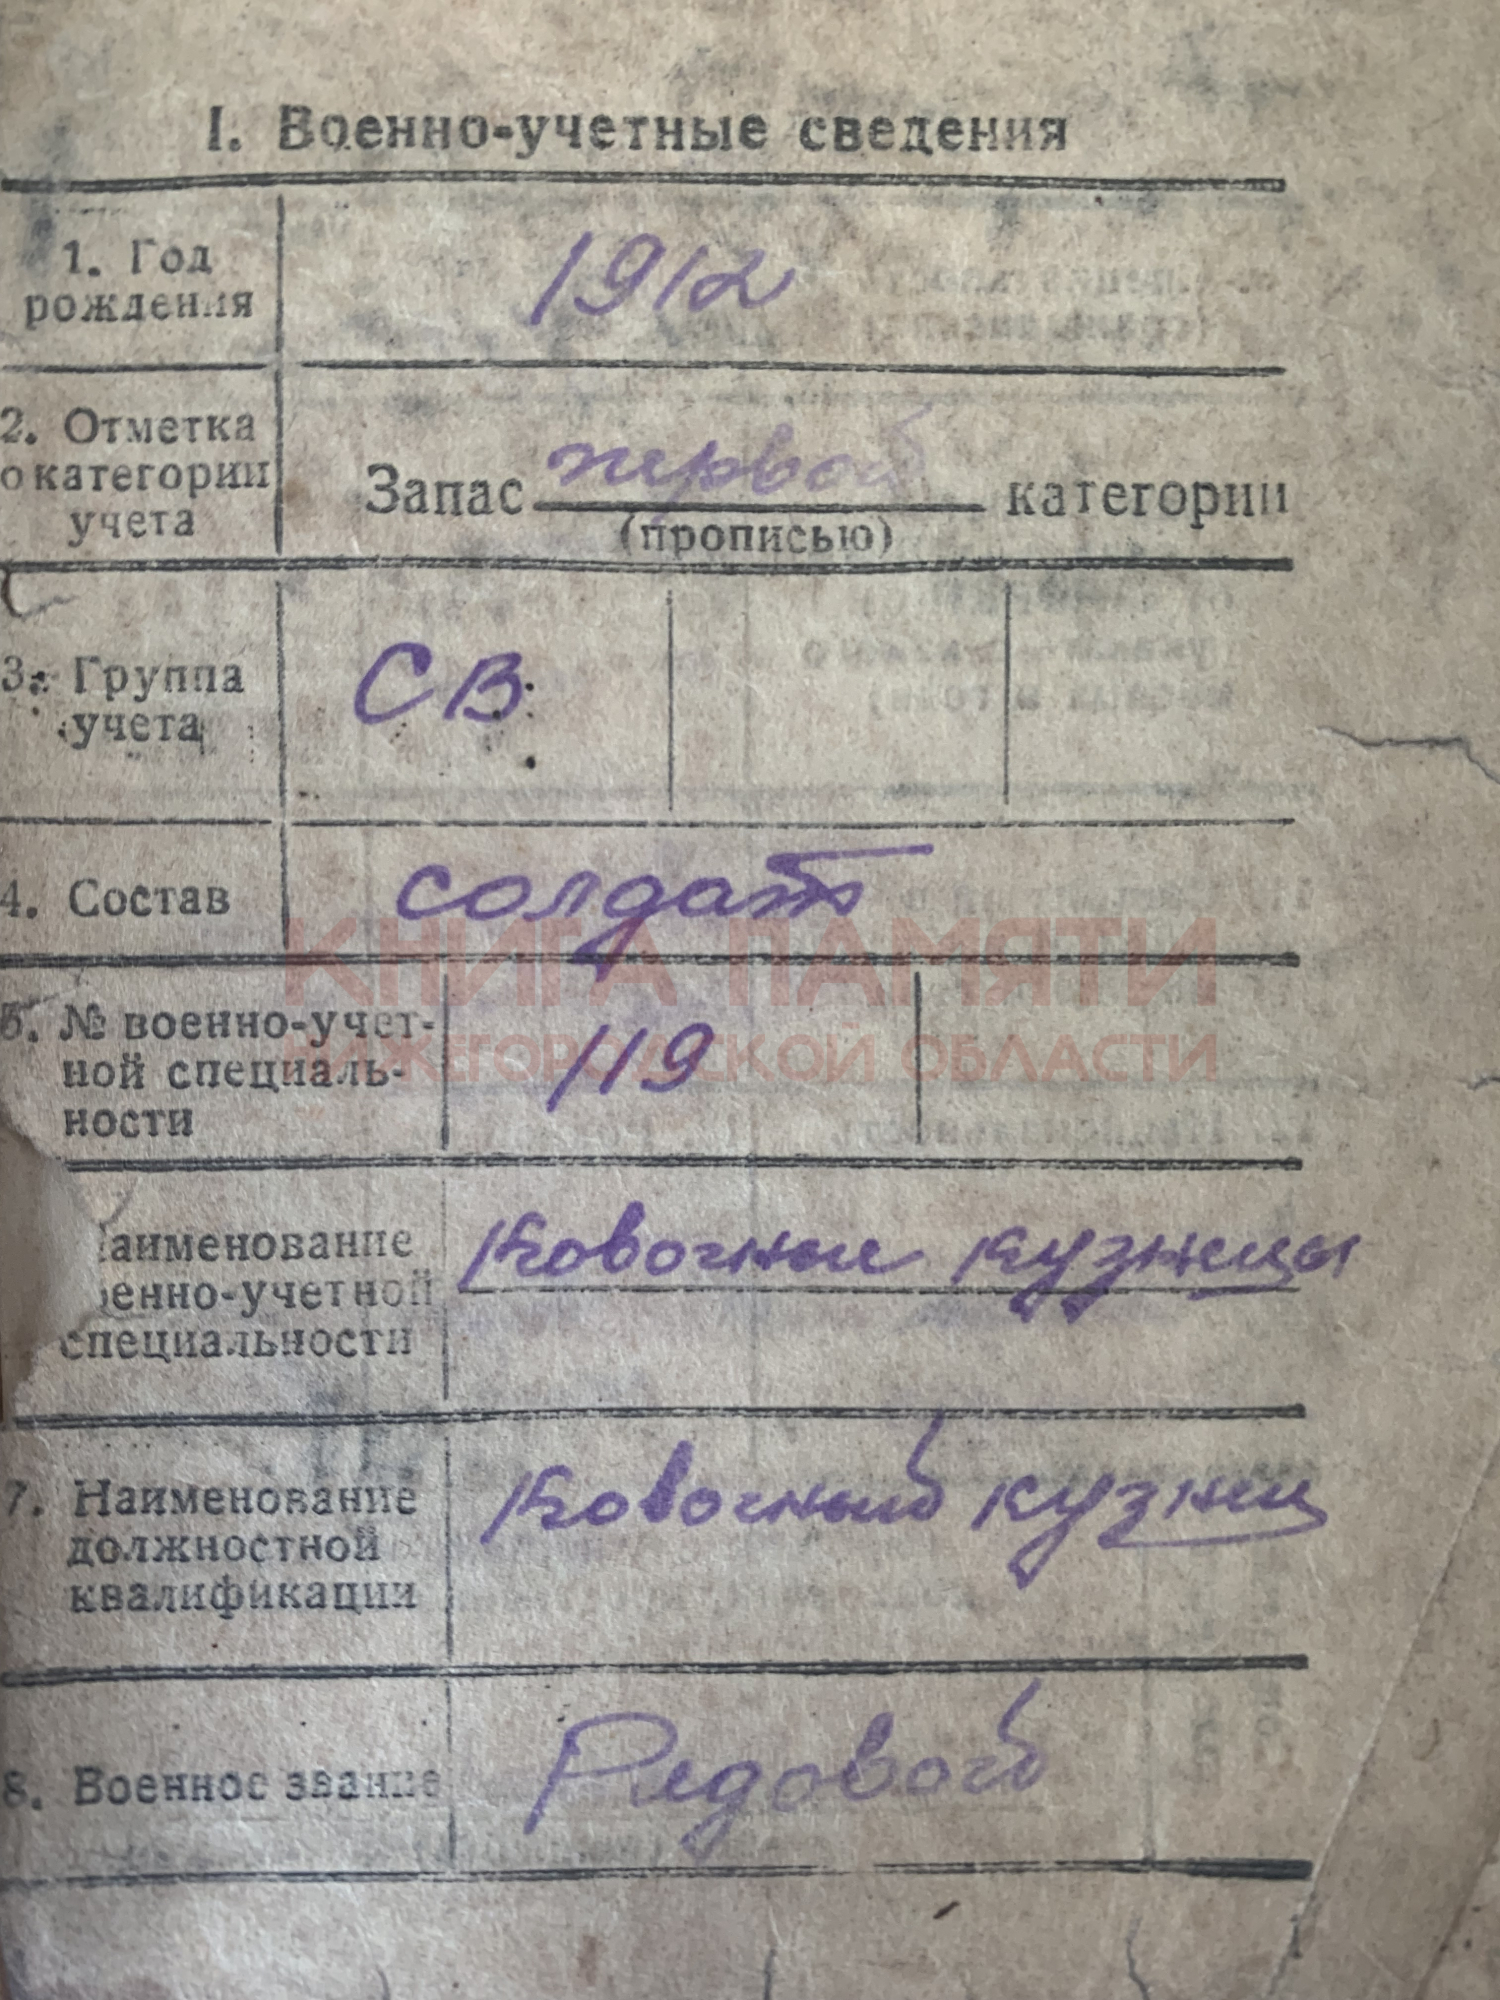 I. Военно-учетные сведения
1. Год
рождения
1912
2. Отметка
о категории
учета
Запас первой категории
(прописью)
3. Группа
учета
СВ
4. Состав
солдат
КНИГА ПАМЯТИ
НИЖЕГОРОДСКОЙ ОБЛАСТИ
5. № военно-учет-
ной специаль-
ности
119
аименование
енно-учетной
специальности
Ковочные кузнецы
7. Наименование
должностной
квалификации
Ковочный кузнец
8. Военное звание
Рядовой